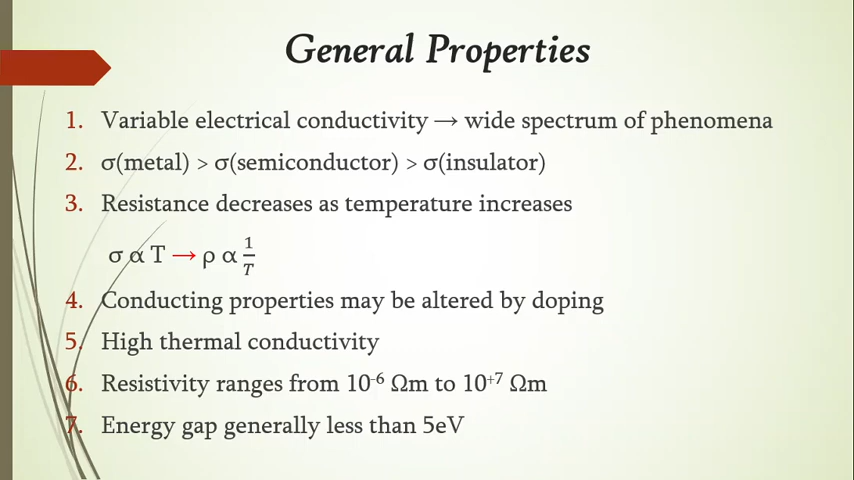 General Properties
1. Variable electrical conductivity → wide spectrum of phenomena
2. σ(metal) > σ(semiconductor) > σ(insulator)
3. Resistance decreases as temperature increases
σ α T → ρ α 1/T
4. Conducting properties may be altered by doping
5. High thermal conductivity
6. Resistivity ranges from 10⁻⁶ Ωm to 10⁺⁷ Ωm
7. Energy gap generally less than 5eV